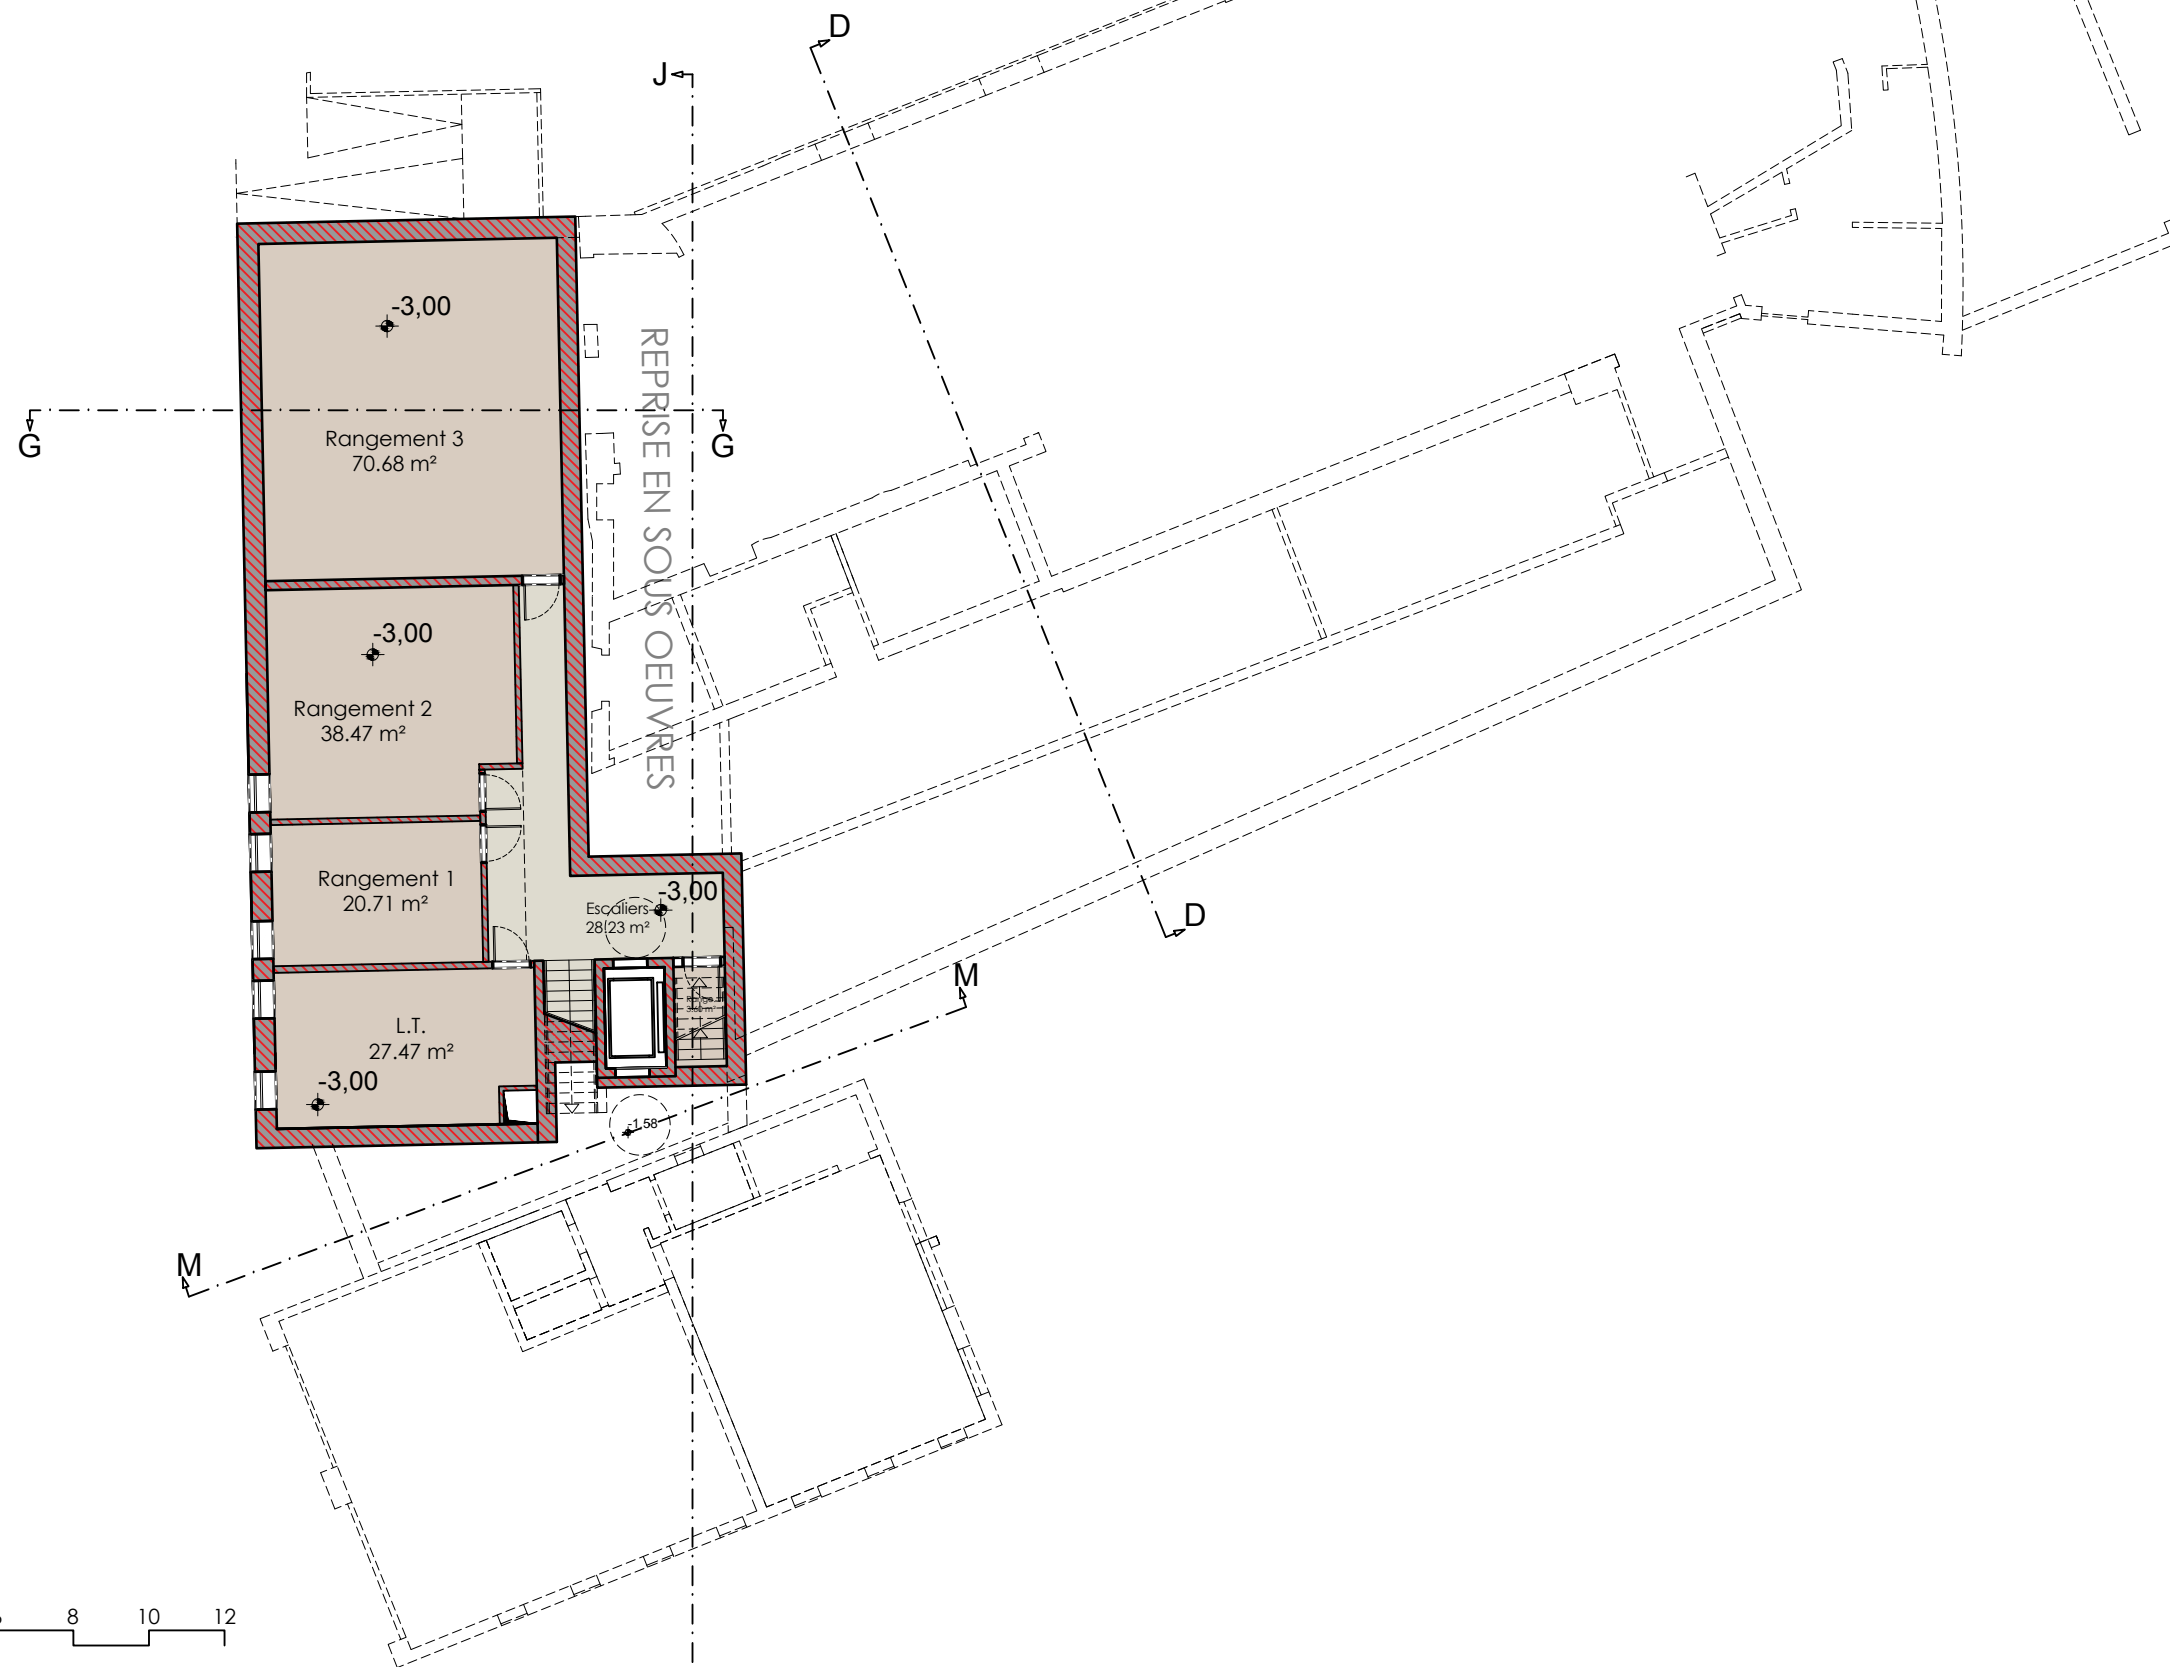 D
J
-3,00
REPRISE EN SOUS OEUVRES
G
G
Rangement 3
70.68 m²
-3,00
Rangement 2
38.47 m²
Rangement 1
20.71 m²
-3,00
Escaliers
28.23 m²
D
M
L.T.
27.47 m²
-3,00
-1,58
M
8 10 12